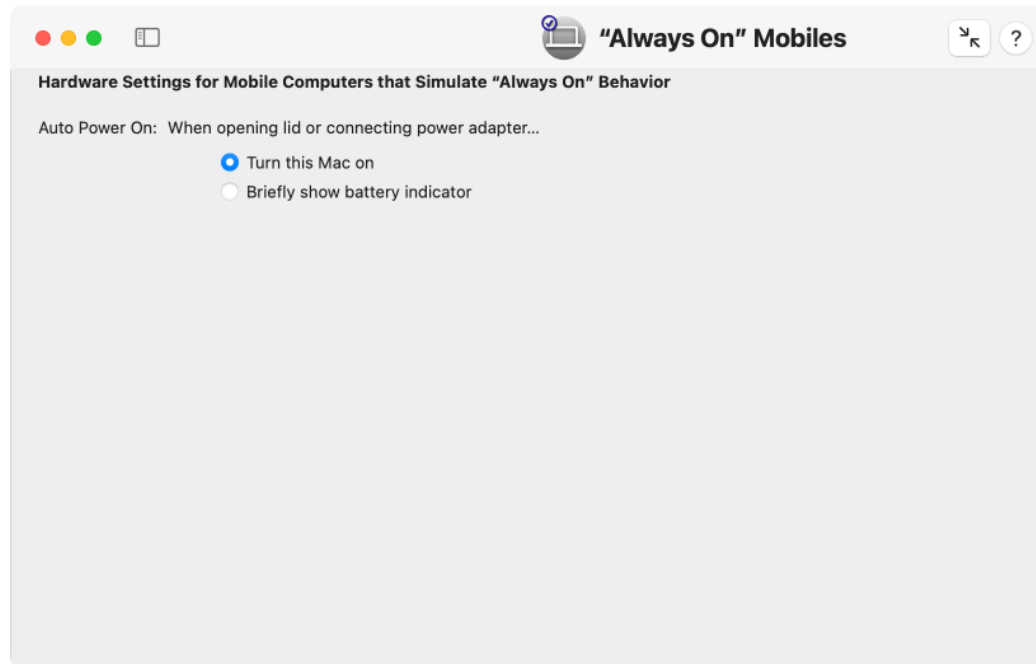 “Always On” Mobiles
?
Hardware Settings for Mobile Computers that Simulate “Always On” Behavior
Auto Power On: When opening lid or connecting power adapter...
Turn this Mac on
Briefly show battery indicator